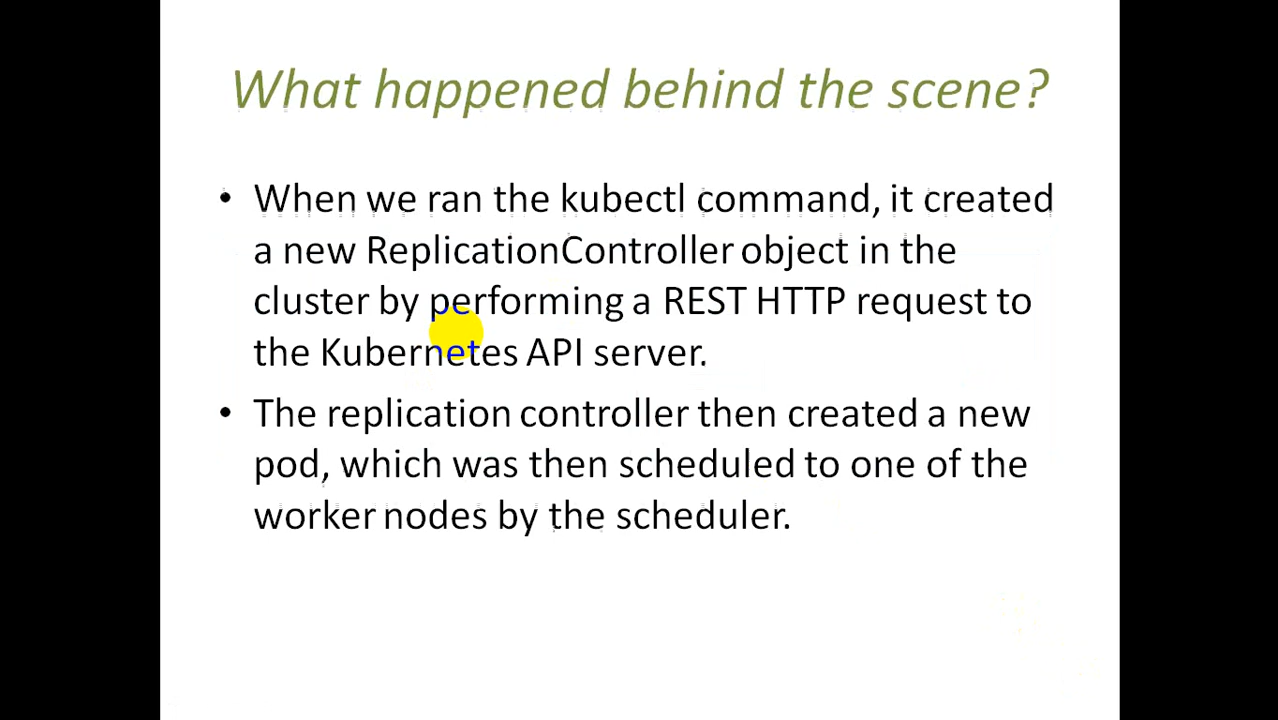 What happened behind the scene?
• When we ran the kubectl command, it created
a new ReplicationController object in the
cluster by performing a REST HTTP request to
the Kubernetes API server.
• The replication controller then created a new
pod, which was then scheduled to one of the
worker nodes by the scheduler.